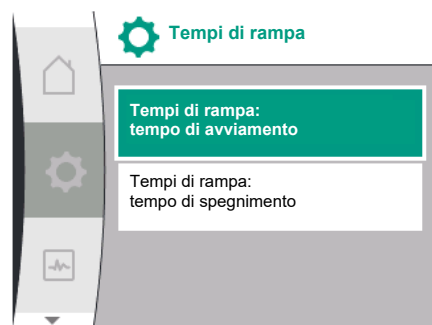 Tempi di rampa
Tempi di rampa:
tempo di avviamento
Tempi di rampa:
tempo di spegnimento